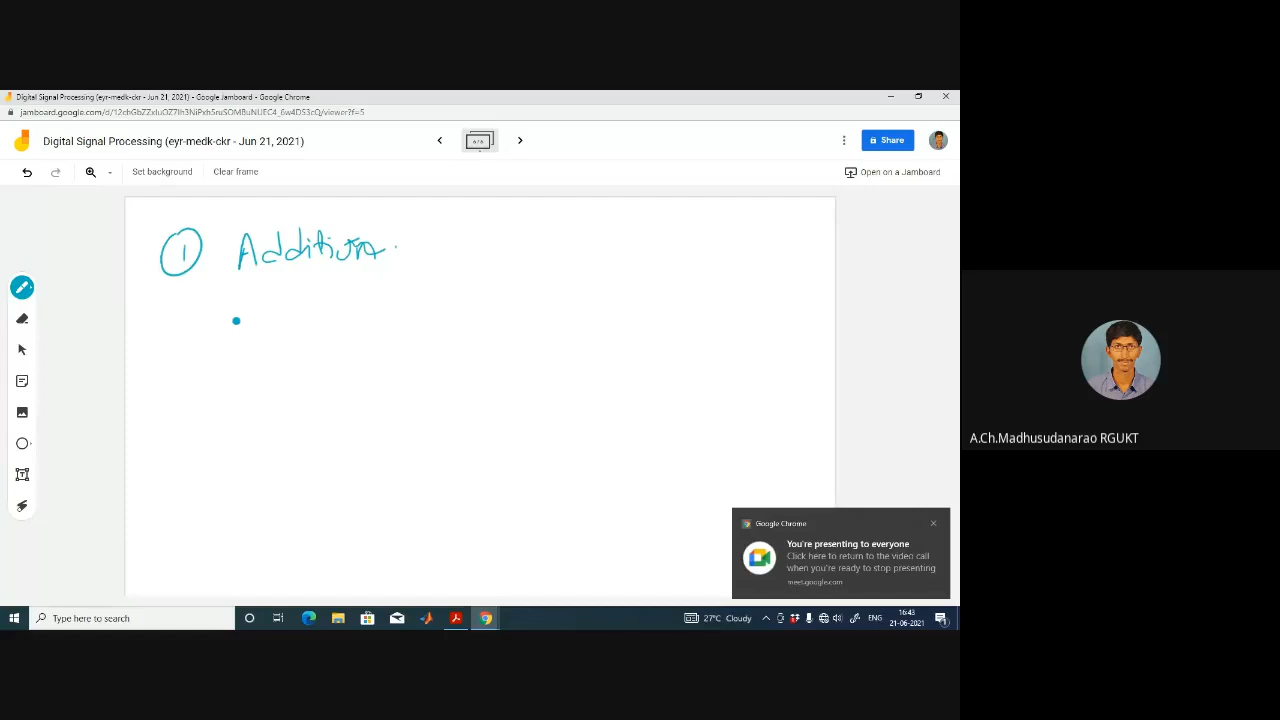 Digital Signal Processing (eyr-medk-ckr - Jun 21, 2021) - Google Jamboard - Google Chrome
Digital Signal Processing (eyr-medk-ckr - Jun 21, 2021)
6/6
Share
Set background
Clear frame
Open on a Jamboard
① Addition
A.Ch.Madhusudanarao RGUKT
Google Chrome
You're presenting to everyone
Click here to return to the video call
when you're ready to stop presenting
meet.google.com
Type here to search
27°C Cloudy
ENG
16:43
21-06-2021